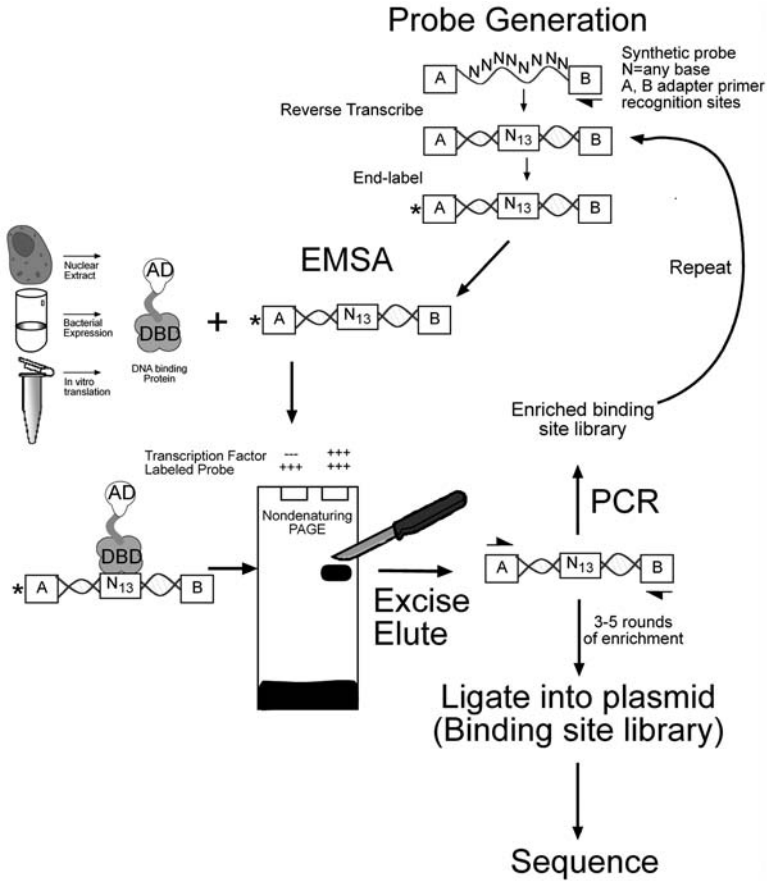 Probe Generation
A
N N N N N N N N N
B
Synthetic probe
N=any base
A, B adapter primer
recognition sites
Reverse Transcribe
A
N13
B
End-label
* A
N13
B
Repeat
EMSA
Nuclear
Extract
Bacterial
Expression
In vitro
translation
AD
DBD
DNA binding
Protein
+
* A
N13
B
Transcription Factor --- +++
Labeled Probe +++ +++
Nondenaturing
PAGE
AD
DBD
* A
N13
B
Excise
Elute
Enriched binding
site library
PCR
A
N13
B
3-5 rounds
of enrichment
Ligate into plasmid
(Binding site library)
Sequence